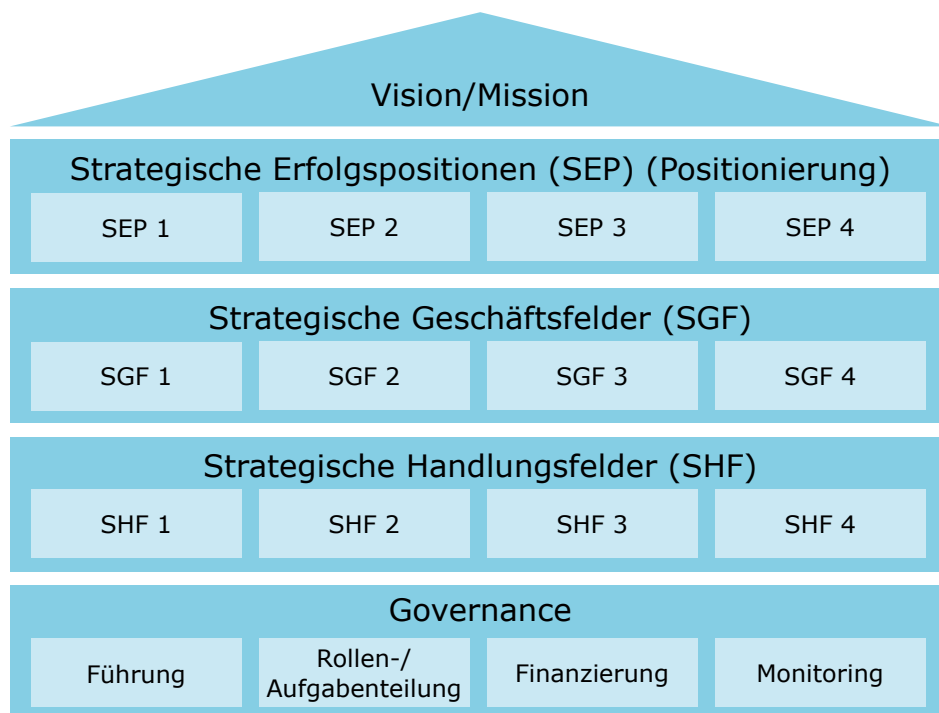 Vision/Mission
Strategische Erfolgspositionen (SEP) (Positionierung)
SEP 1
SEP 2
SEP 3
SEP 4
Strategische Geschäftsfelder (SGF)
SGF 1
SGF 2
SGF 3
SGF 4
Strategische Handlungsfelder (SHF)
SHF 1
SHF 2
SHF 3
SHF 4
Governance
Führung
Rollen-/
Aufgabenteilung
Finanzierung
Monitoring